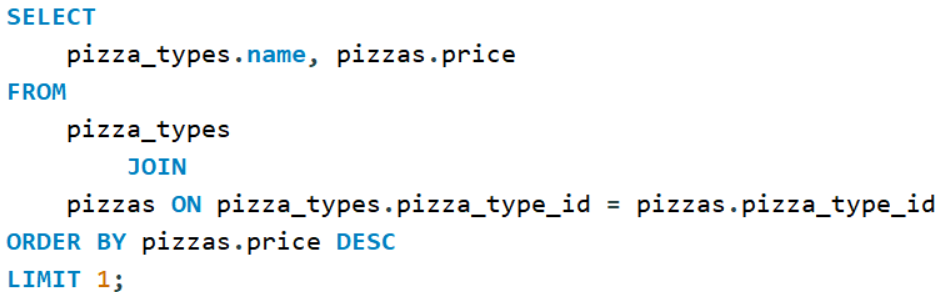 SELECT
    pizza_types.name, pizzas.price
FROM
    pizza_types
        JOIN
    pizzas ON pizza_types.pizza_type_id = pizzas.pizza_type_id
ORDER BY pizzas.price DESC
LIMIT 1;